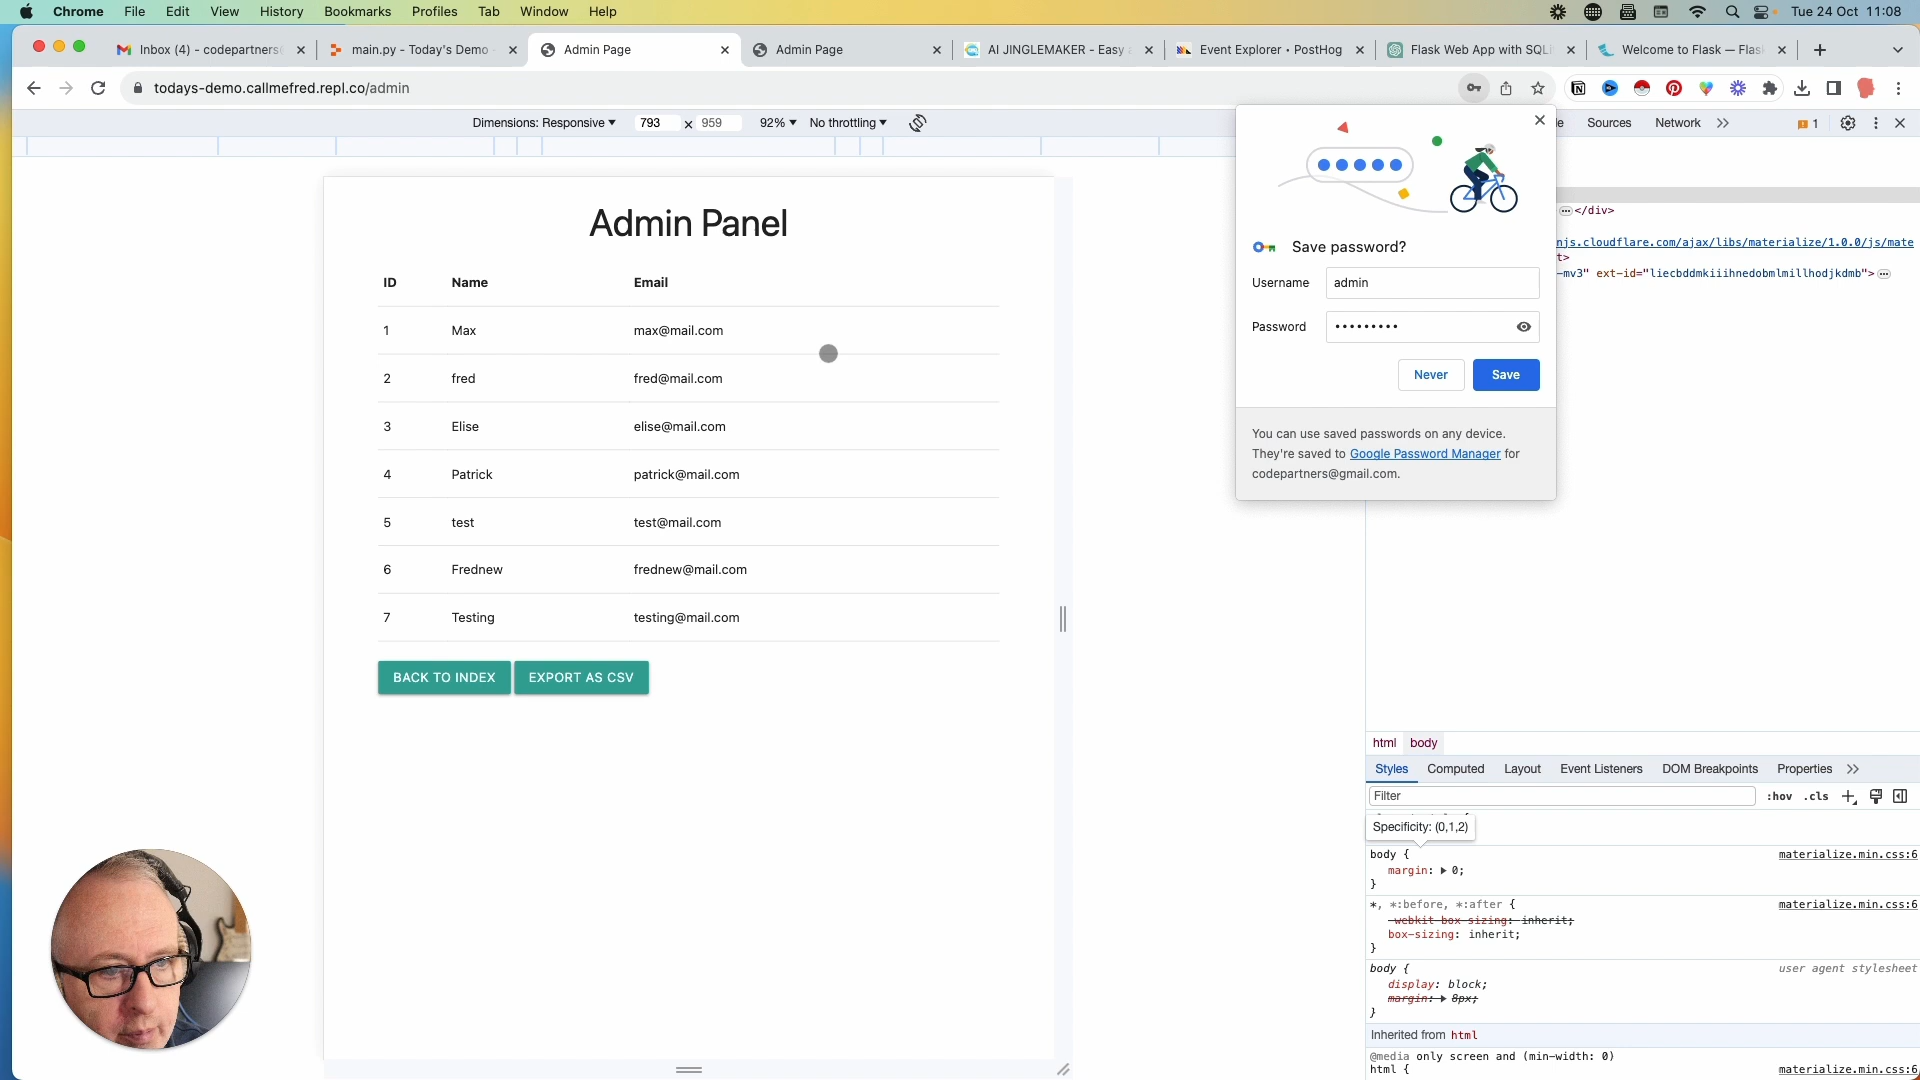 Chrome File Edit View History Bookmarks Profiles Tab Window Help Tue 24 Oct 11:08
Inbox (4) - codepartners main.py - Today's Demo - Admin Page Admin Page AI JINGLEMAKER - Easy Event Explorer • PostHog Flask Web App with SQLi Welcome to Flask — Flas
todays-demo.callmefred.repl.co/admin
Dimensions: Responsive 793 × 959 92% No throttling Sources Network 1
Admin Panel
ID Name Email
1 Max max@mail.com
2 fred fred@mail.com
3 Elise elise@mail.com
4 Patrick patrick@mail.com
5 test test@mail.com
6 Frednew frednew@mail.com
7 Testing testing@mail.com
BACK TO INDEX EXPORT AS CSV
Save password?
Username admin
Password •••••••••
Never Save
You can use saved passwords on any device.
They're saved to Google Password Manager for
codepartners@gmail.com.
</div>
njs.cloudflare.com/ajax/libs/materialize/1.0.0/js/mate
t>
-mv3" ext-id="liecbddmkiiihnedobmlmillhodjkdmb">
html body
Styles Computed Layout Event Listeners DOM Breakpoints Properties
Filter :hov .cls
Specificity: (0,1,2)
body { materialize.min.css:6
margin: 0;
}
*, *:before, *:after { materialize.min.css:6
-webkit-box-sizing: inherit;
box-sizing: inherit;
}
body { user agent stylesheet
display: block;
margin: 8px;
}
Inherited from html
@media only screen and (min-width: 0)
html { materialize.min.css:6